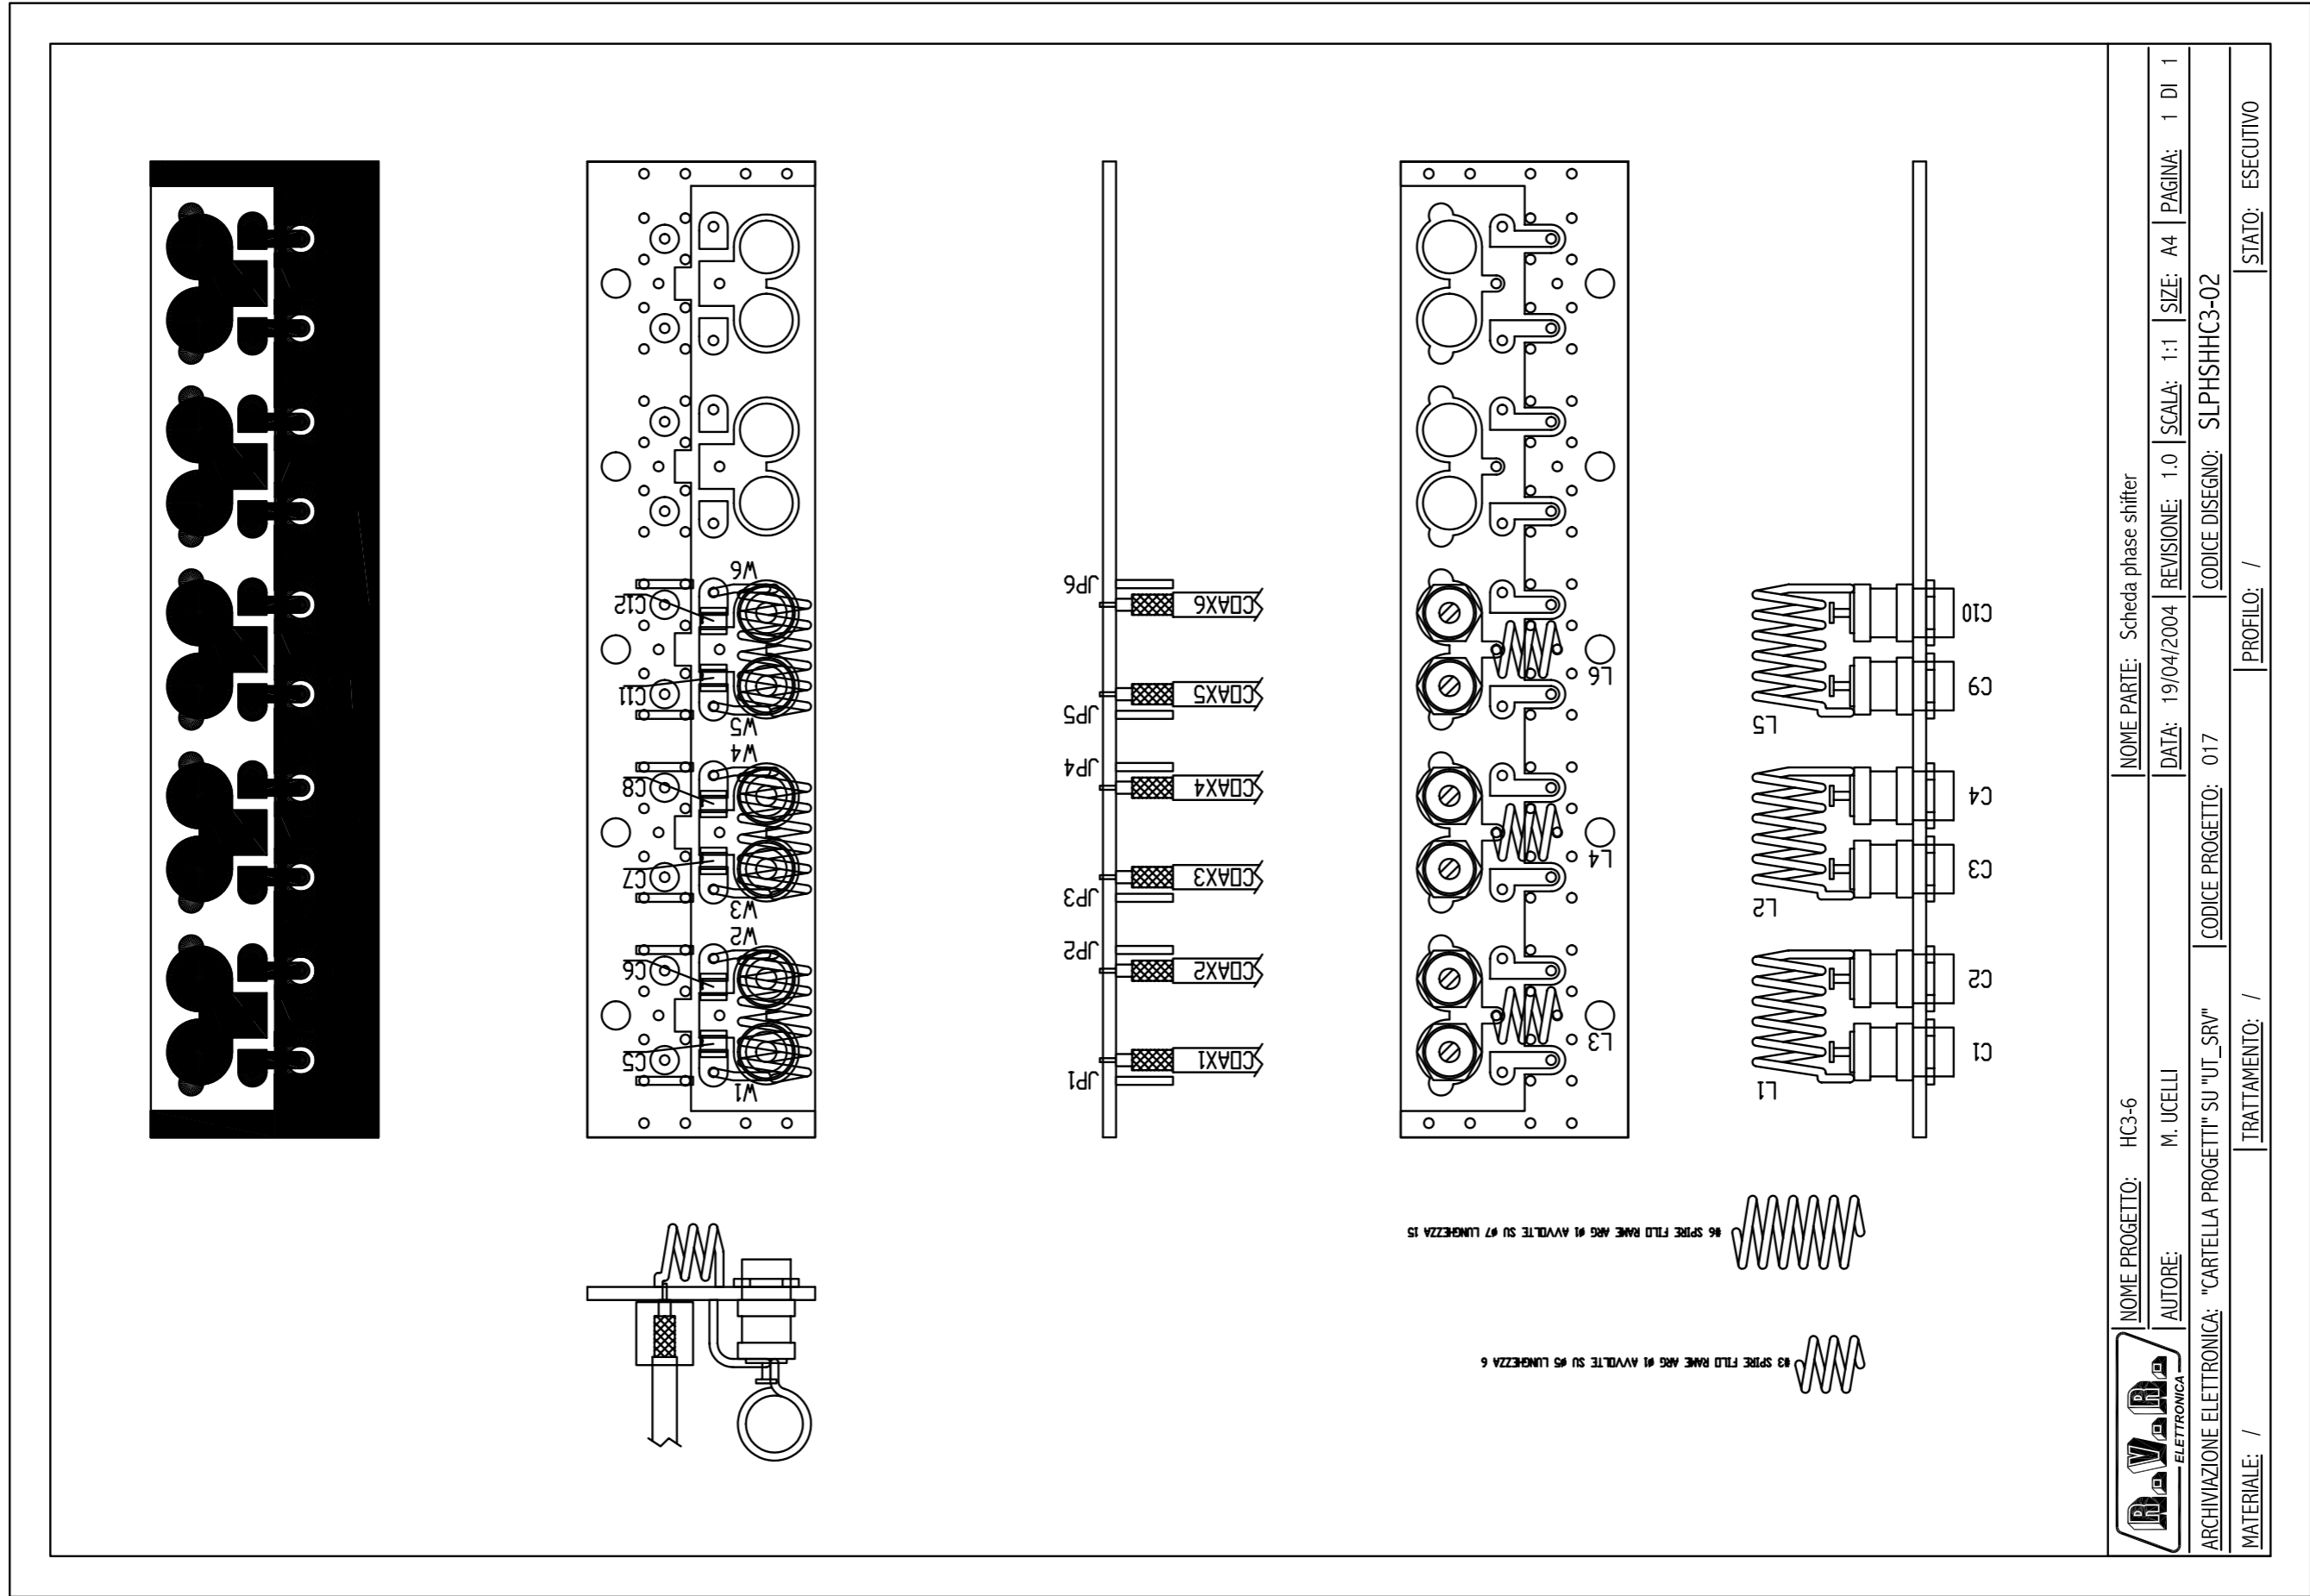 C5
C6
C7
C8
C11
C12
W1
W2
W3
W4
W5
W6
JP1
JP2
JP3
JP4
JP5
JP6
COAX1
COAX2
COAX3
COAX4
COAX5
COAX6
L3
L4
L6
L1
L2
L5
C1
C2
C3
C4
C9
C10
#6 SPIRE FILO RAME ARG ø1 AVVOLTE SU ø7 LUNGHEZZA 15
#3 SPIRE FILO RAME ARG ø1 AVVOLTE SU ø5 LUNGHEZZA 6
R.V.R.
ELETTRONICA
NOME PROGETTO: HC3-6 NOME PARTE: Scheda phase shifter
AUTORE: M. UCELLI DATA: 19/04/2004 REVISIONE: 1.0 SCALA: 1:1 SIZE: A4 PAGINA: 1 DI 1
ARCHIVIAZIONE ELETTRONICA: "CARTELLA PROGETTI" SU "UT_SRV" CODICE PROGETTO: 017 CODICE DISEGNO: SLPHSHHC3-02
MATERIALE: / TRATTAMENTO: / PROFILO: / STATO: ESECUTIVO